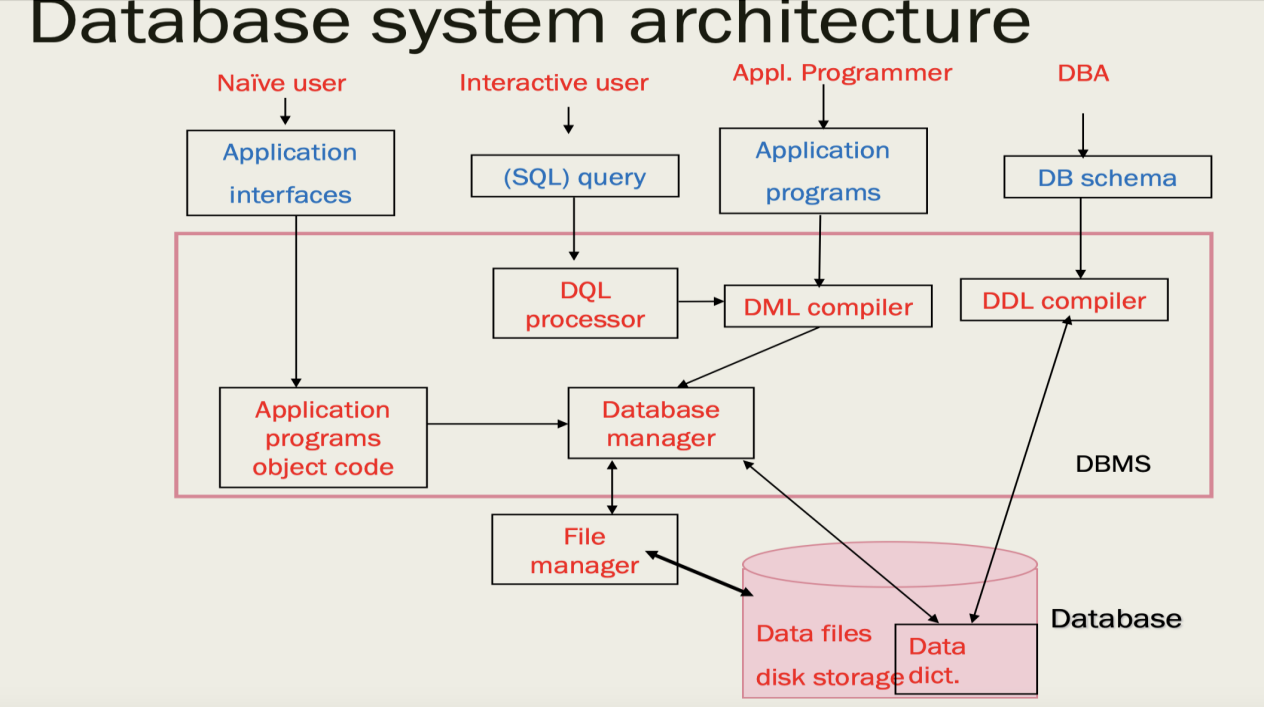 Database system architecture
Naïve user
Interactive user
Appl. Programmer
DBA
Application
interfaces
(SQL) query
Application
programs
DB schema
DQL
processor
DML compiler
DDL compiler
Application
programs
object code
Database
manager
DBMS
File
manager
Database
Data files
disk storage
Data
dict.